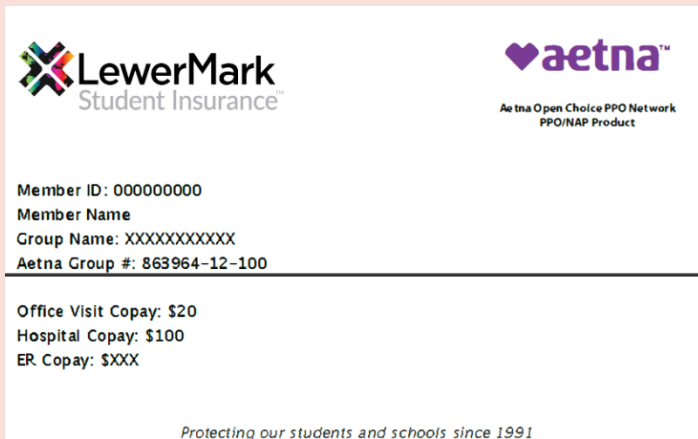 LewerMark
Student Insurance™
aetna™
Aetna Open Choice PPO Network
PPO/NAP Product
Member ID: 000000000
Member Name
Group Name: XXXXXXXXXXX
Aetna Group #: 863964-12-100
Office Visit Copay: $20
Hospital Copay: $100
ER Copay: $XXX
Protecting our students and schools since 1991